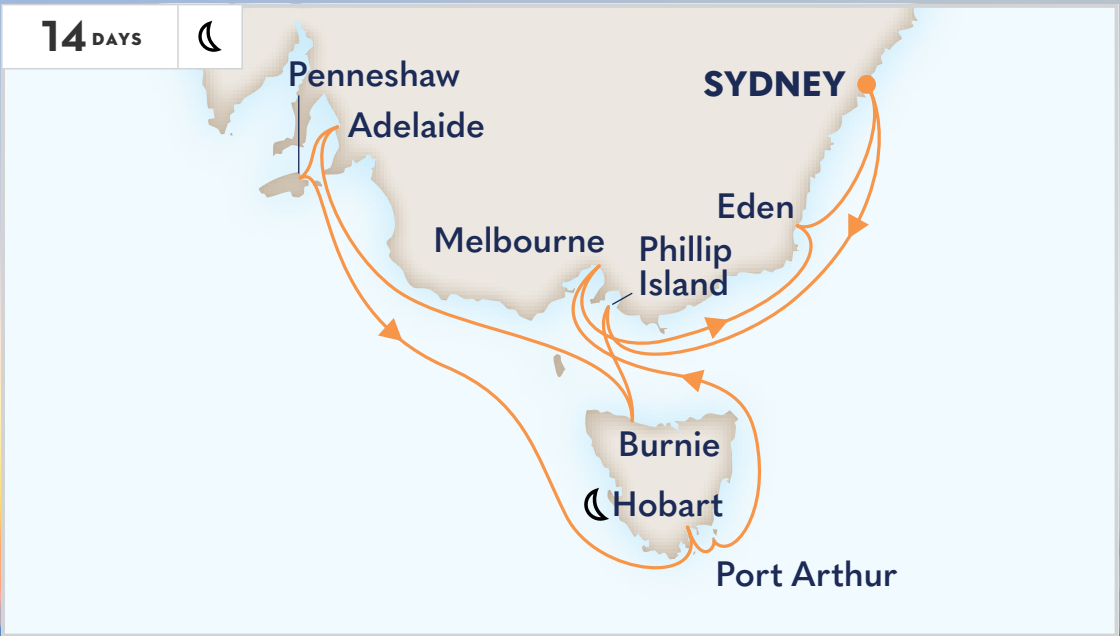 14 DAYS
Penneshaw
SYDNEY
Adelaide
Eden
Melbourne
Phillip
Island
Burnie
Hobart
Port Arthur